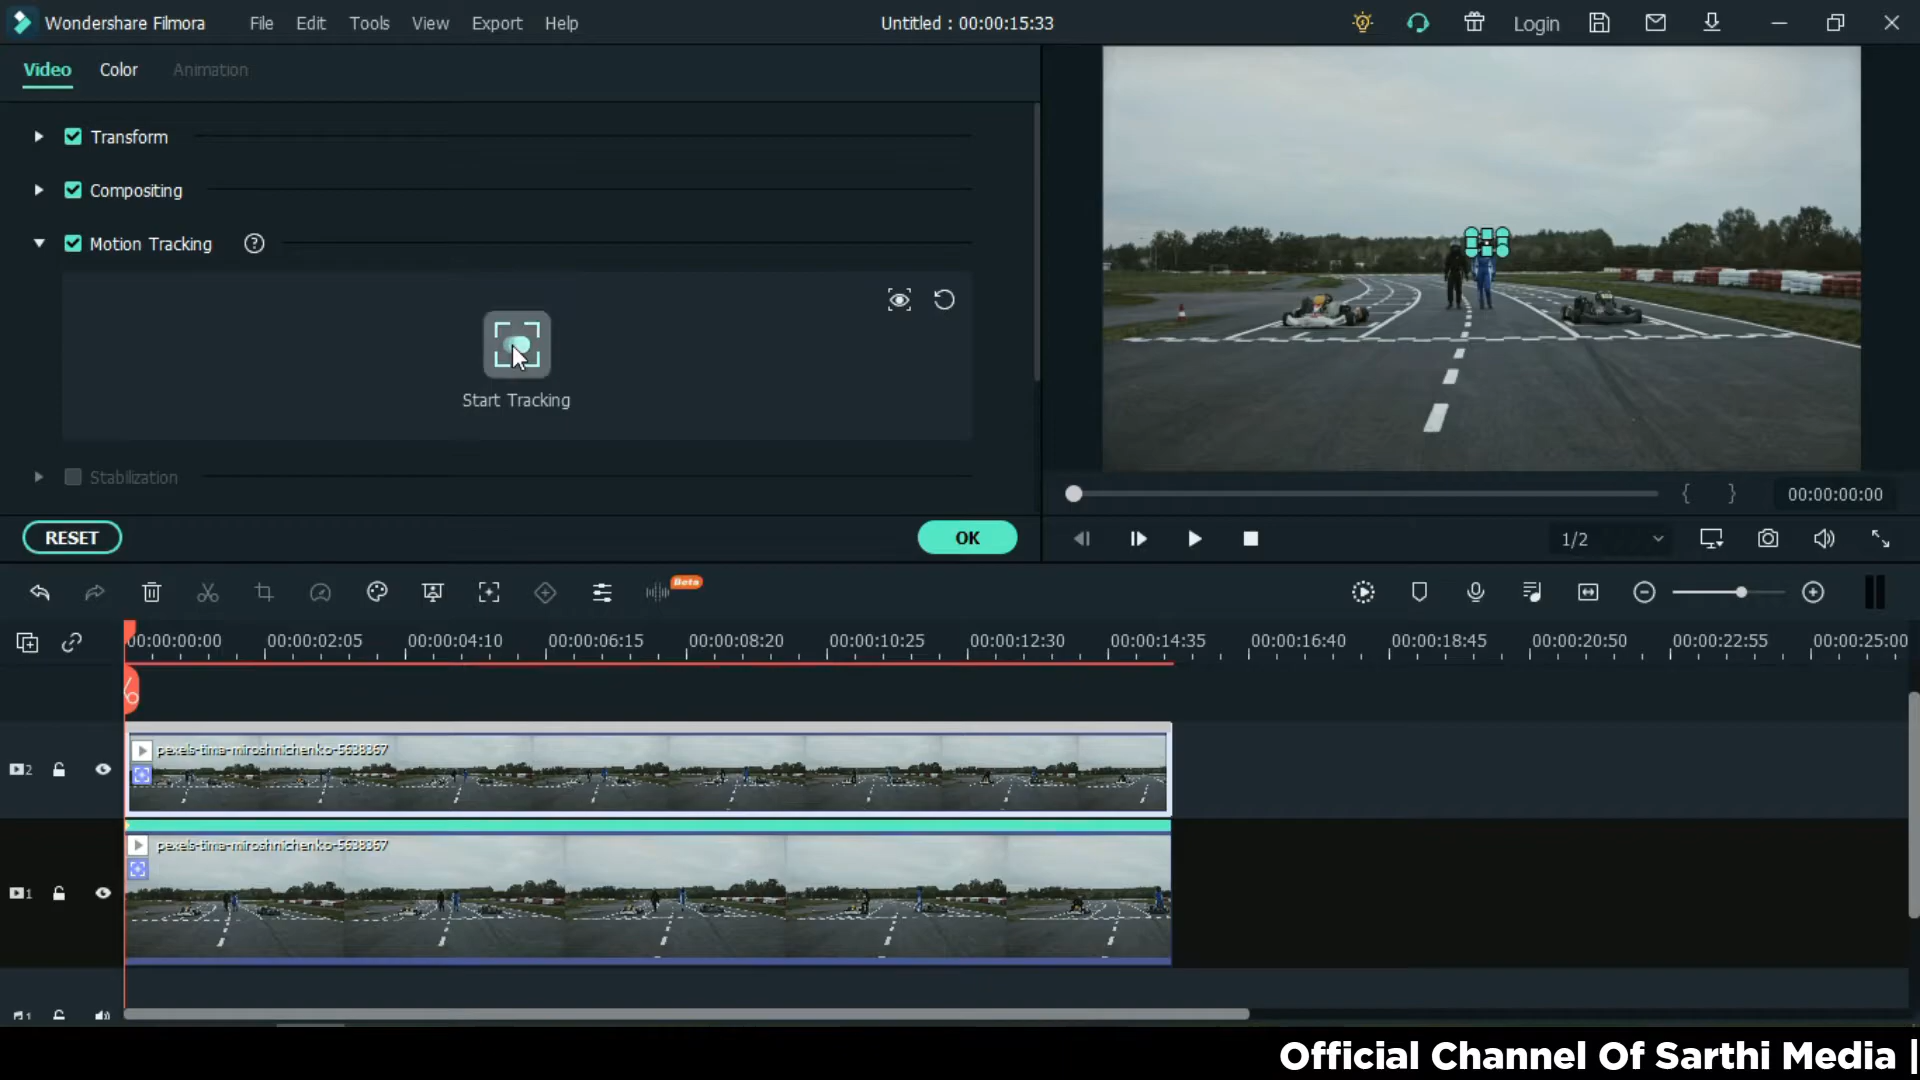 Wondershare Filmora File Edit Tools View Export Help Untitled : 00:00:15:33 Login
Video Color Animation
Transform
Compositing
Motion Tracking ?
Start Tracking
Stabilization
{ } 00:00:00:00
RESET OK 1/2
Beta
00:00:00:00 00:00:02:05 00:00:04:10 00:00:06:15 00:00:08:20 00:00:10:25 00:00:12:30 00:00:14:35 00:00:16:40 00:00:18:45 00:00:20:50 00:00:22:55 00:00:25:00
pexels-tima-miroshnichenko-5638367
2
pexels-tima-miroshnichenko-5638367
1
1
Official Channel Of Sarthi Media |